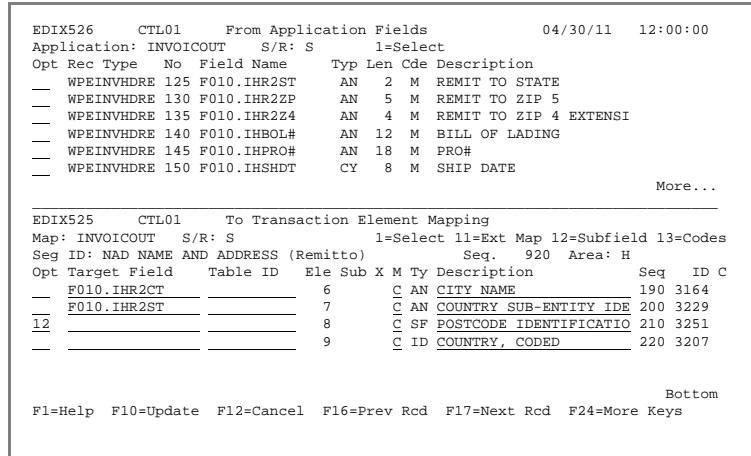 EDIX526 CTL01 From Application Fields 04/30/11 12:00:00
Application: INVOICOUT S/R: S 1=Select
Opt Rec Type No Field Name Typ Len Cde Description
WPEINVHDRE 125 F010.IHR2ST AN 2 M REMIT TO STATE
WPEINVHDRE 130 F010.IHR2ZP AN 5 M REMIT TO ZIP 5
WPEINVHDRE 135 F010.IHR2Z4 AN 4 M REMIT TO ZIP 4 EXTENSI
WPEINVHDRE 140 F010.IHBOL# AN 12 M BILL OF LADING
WPEINVHDRE 145 F010.IHPRO# AN 18 M PRO#
WPEINVHDRE 150 F010.IHSHDT CY 8 M SHIP DATE
More...
EDIX525 CTL01 To Transaction Element Mapping
Map: INVOICOUT S/R: S 1=Select 11=Ext Map 12=Subfield 13=Codes
Seg ID: NAD NAME AND ADDRESS (Remitto) Seq. 920 Area: H
Opt Target Field Table ID Ele Sub X M Ty Description Seq ID C
F010.IHR2CT 6 C AN CITY NAME 190 3164
F010.IHR2ST 7 C AN COUNTRY SUB-ENTITY IDE 200 3229
12 8 C SF POSTCODE IDENTIFICATIO 210 3251
9 C ID COUNTRY, CODED 220 3207
Bottom
F1=Help F10=Update F12=Cancel F16=Prev Rcd F17=Next Rcd F24=More Keys